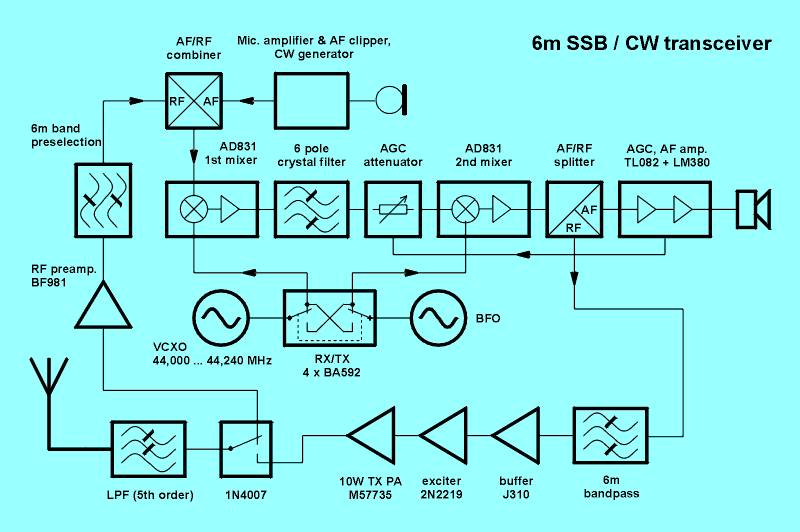 6m SSB / CW transceiver
AF/RF
combiner
Mic. amplifier & AF clipper,
CW generator
RF AF
6m band
preselection
AD831
1st mixer
6 pole
crystal filter
AGC
attenuator
AD831
2nd mixer
AF/RF
splitter
AGC, AF amp.
TL082 + LM380
AF
RF
RF preamp.
BF981
VCXO
44,000 ... 44,240 MHz
RX/TX
4 x BA592
BFO
LPF (5th order)
1N4007
10W TX PA
M57735
exciter
2N2219
buffer
J310
6m
bandpass